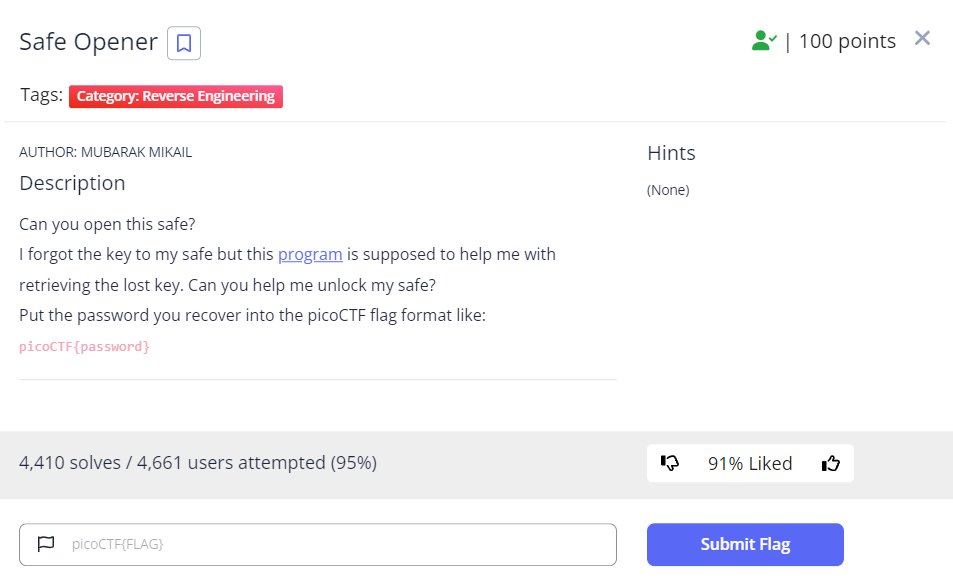 Safe Opener
| 100 points
Tags: Category: Reverse Engineering
AUTHOR: MUBARAK MIKAIL
Description
Can you open this safe?
I forgot the key to my safe but this program is supposed to help me with
retrieving the lost key. Can you help me unlock my safe?
Put the password you recover into the picoCTF flag format like:
picoCTF{password}
Hints
(None)
4,410 solves / 4,661 users attempted (95%)
91% Liked
picoCTF{FLAG}
Submit Flag